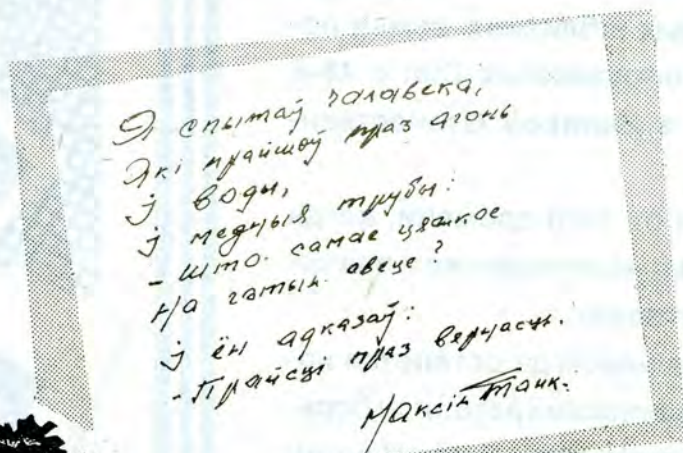 Я спытаў чалавека,
Які прайшоў праз агонь
І воды,
І медныя трубы:
- Што самае цяжкое
На гэтым свеце?
І ён адказаў:
- Прайсці праз вернасць.
Максім Танк.